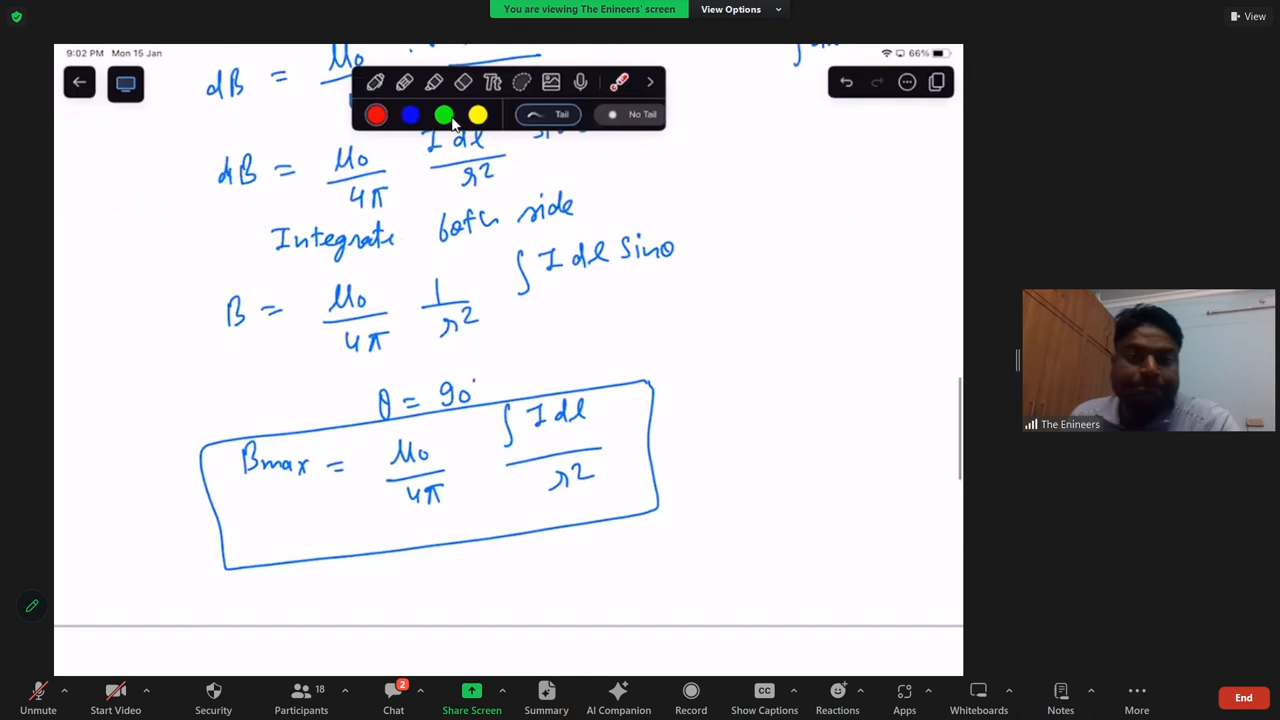 You are viewing The Enineers' screen
View Options
View
9:02 PM Mon 15 Jan
66%
Tail
No Tail
dB = μ0
dB = μ0/4π I dl/r²
Integrate both side
B = μ0/4π 1/r² ∫ I dl Sinθ
θ = 90°
Bmax = μ0/4π ∫ I dl/r²
The Enineers
Unmute
Start Video
Security
18
Participants
2
Chat
Share Screen
Summary
AI Companion
Record
CC
Show Captions
Reactions
Apps
Whiteboards
Notes
More
End